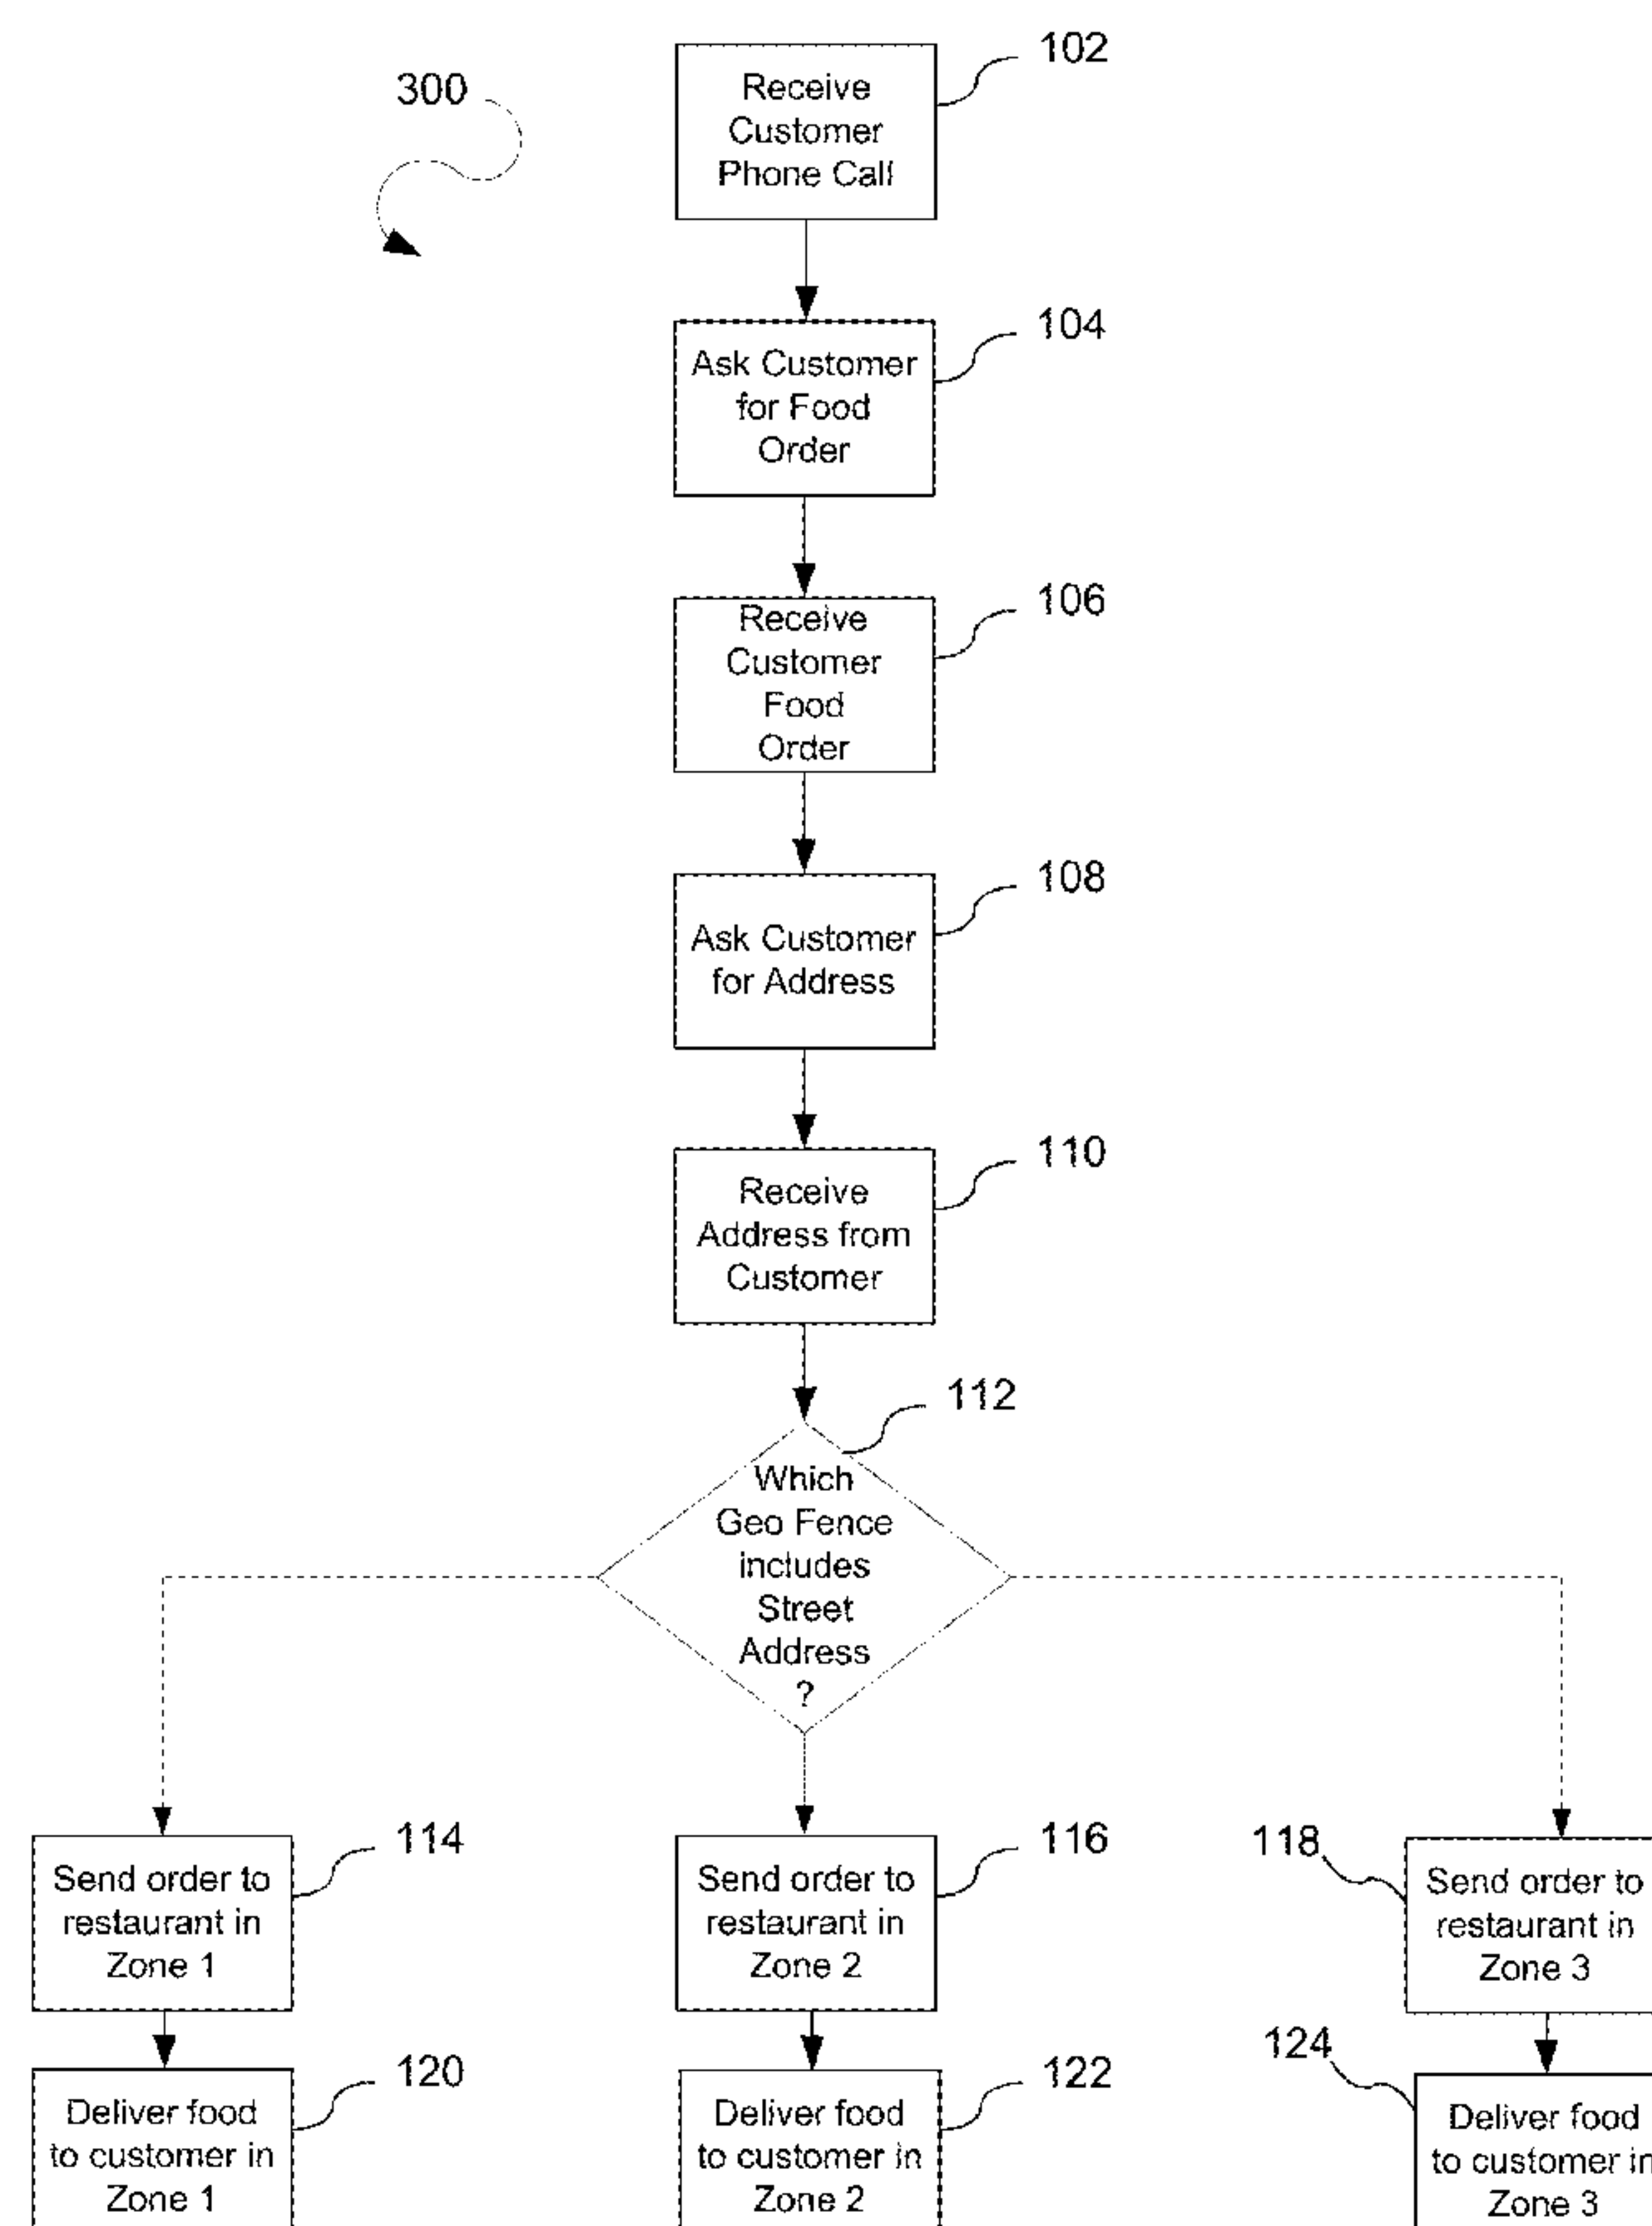 300
102
Receive
Customer
Phone Call
104
Ask Customer
for Food
Order
106
Receive
Customer
Food
Order
108
Ask Customer
for Address
110
Receive
Address from
Customer
112
Which
Geo Fence
includes
Street
Address
?
114
Send order to
restaurant in
Zone 1
116
Send order to
restaurant in
Zone 2
118
Send order to
restaurant in
Zone 3
120
Deliver food
to customer in
Zone 1
122
Deliver food
to customer in
Zone 2
124
Deliver food
to customer in
Zone 3